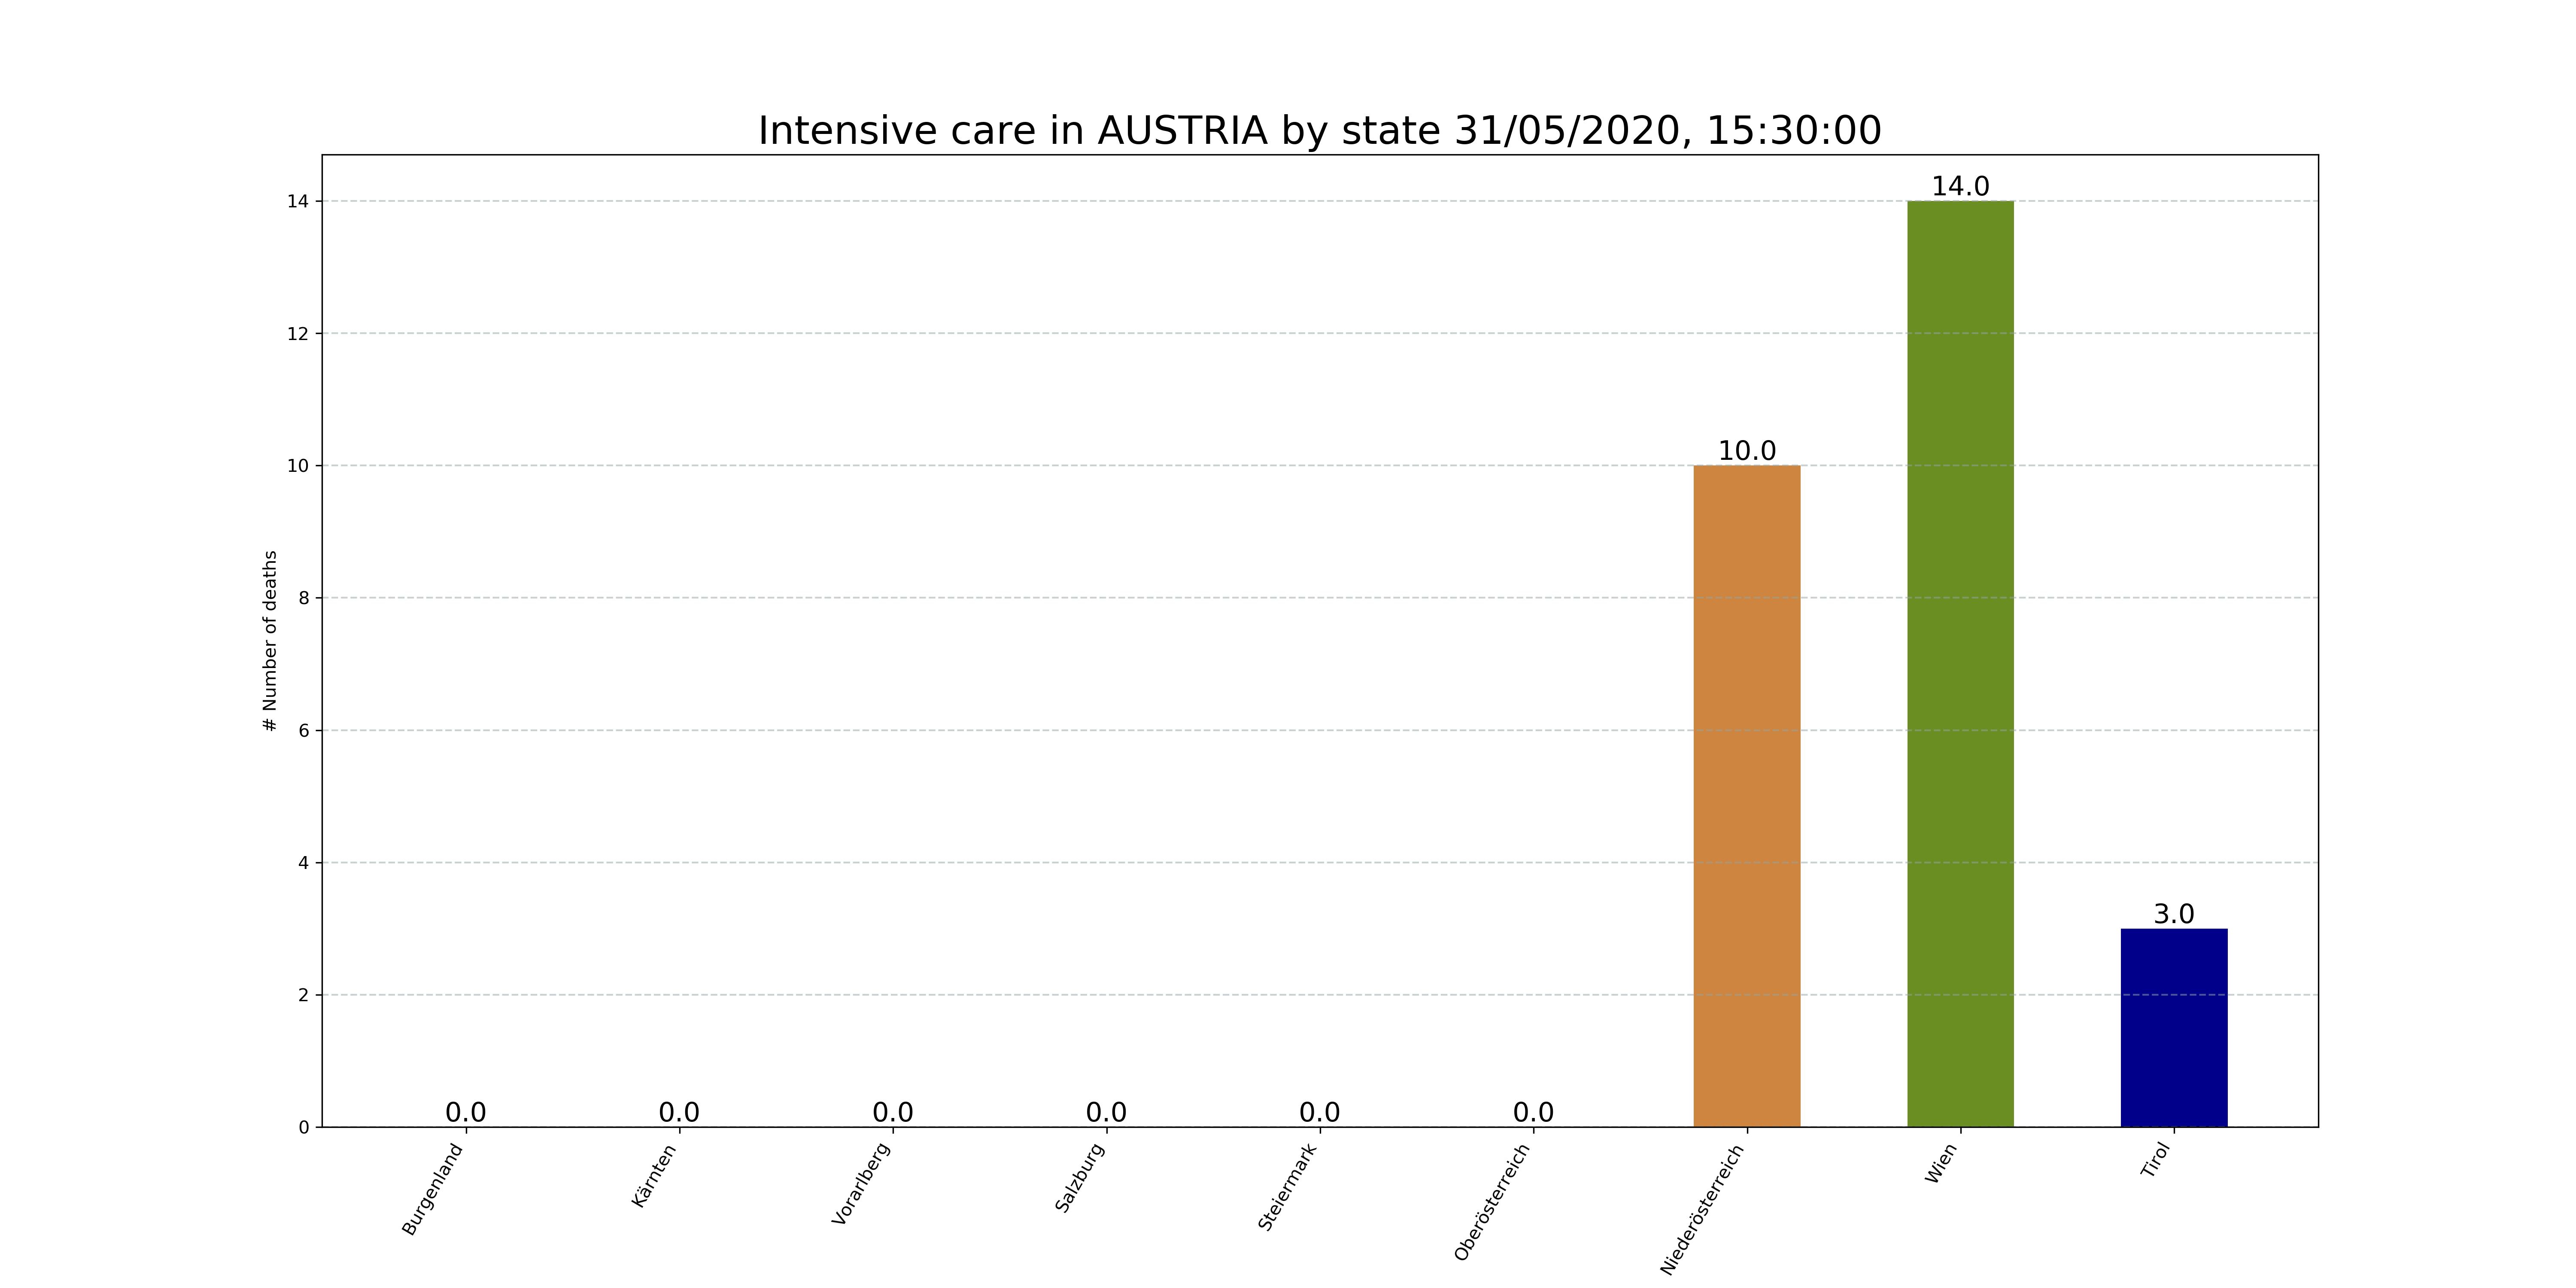 Intensive care in AUSTRIA by state 31/05/2020, 15:30:00
# Number of deaths
14
12
10
8
6
4
2
0
0.0
0.0
0.0
0.0
0.0
0.0
10.0
14.0
3.0
Burgenland
Kärnten
Vorarlberg
Salzburg
Steiermark
Oberösterreich
Niederösterreich
Wien
Tirol